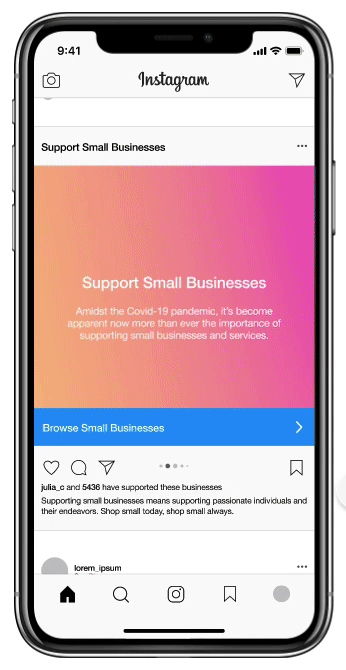 9:41
Instagram
Support Small Businesses
Support Small Businesses
Amidst the Covid-19 pandemic, it's become
apparent now more than ever the importance of
supporting small businesses and services.
Browse Small Businesses
julia_c and 5436 have supported these businesses
Supporting small businesses means supporting passionate individuals and
their endeavors. Shop small today, shop small always.
lorem_ipsum